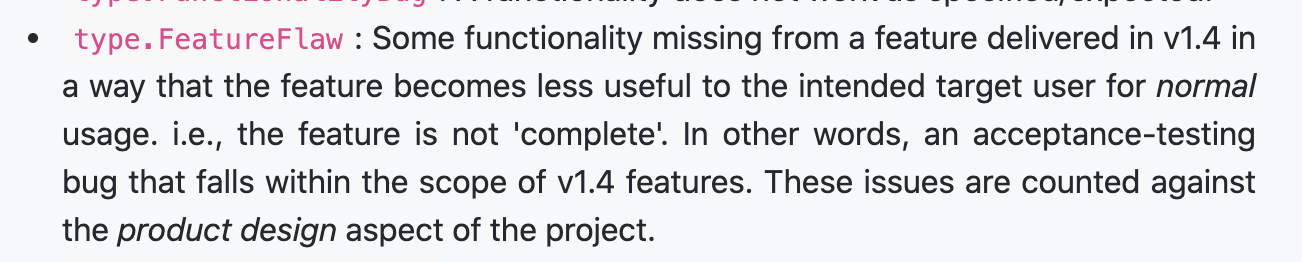 • type.FeatureFlaw : Some functionality missing from a feature delivered in v1.4 in
a way that the feature becomes less useful to the intended target user for normal
usage. i.e., the feature is not 'complete'. In other words, an acceptance-testing
bug that falls within the scope of v1.4 features. These issues are counted against
the product design aspect of the project.